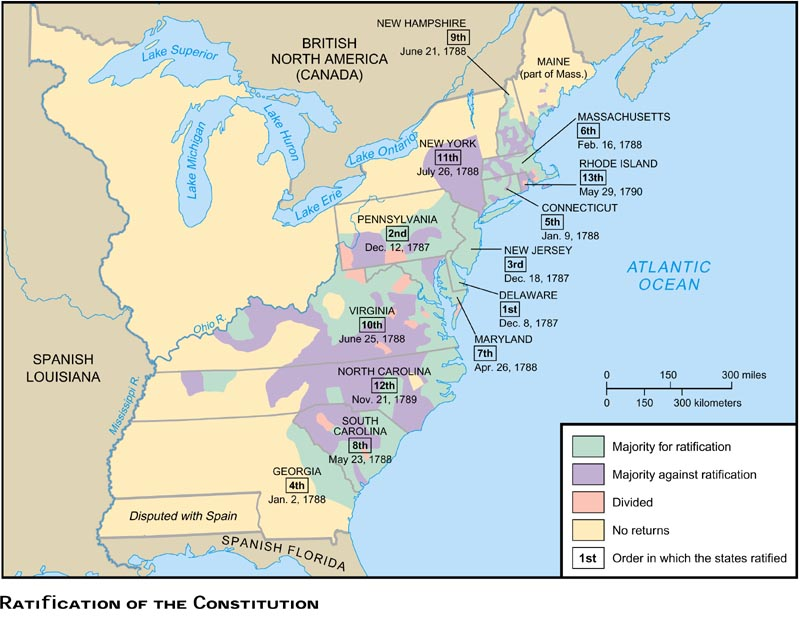 NEW HAMPSHIRE
9th
June 21, 1788
BRITISH
NORTH AMERICA
(CANADA)
Lake Superior
MAINE
(part of Mass.)
Lake Michigan
Lake Huron
MASSACHUSETTS
6th
Feb. 16, 1788
Lake Ontario
NEW YORK
11th
July 26, 1788
RHODE ISLAND
13th
May 29, 1790
Lake Erie
CONNECTICUT
5th
Jan. 9, 1788
PENNSYLVANIA
2nd
Dec. 12, 1787
NEW JERSEY
3rd
Dec. 18, 1787
ATLANTIC
OCEAN
DELAWARE
1st
Dec. 8, 1787
VIRGINIA
10th
June 25, 1788
Ohio R.
MARYLAND
7th
Apr. 26, 1788
SPANISH
LOUISIANA
Mississippi R.
NORTH CAROLINA
12th
Nov. 21, 1789
0 150 300 miles
0 150 300 kilometers
SOUTH
CAROLINA
8th
May 23, 1788
GEORGIA
4th
Jan. 2, 1788
Disputed with Spain
SPANISH FLORIDA
Majority for ratification
Majority against ratification
Divided
No returns
1st Order in which the states ratified
RATIFICATION OF THE CONSTITUTION